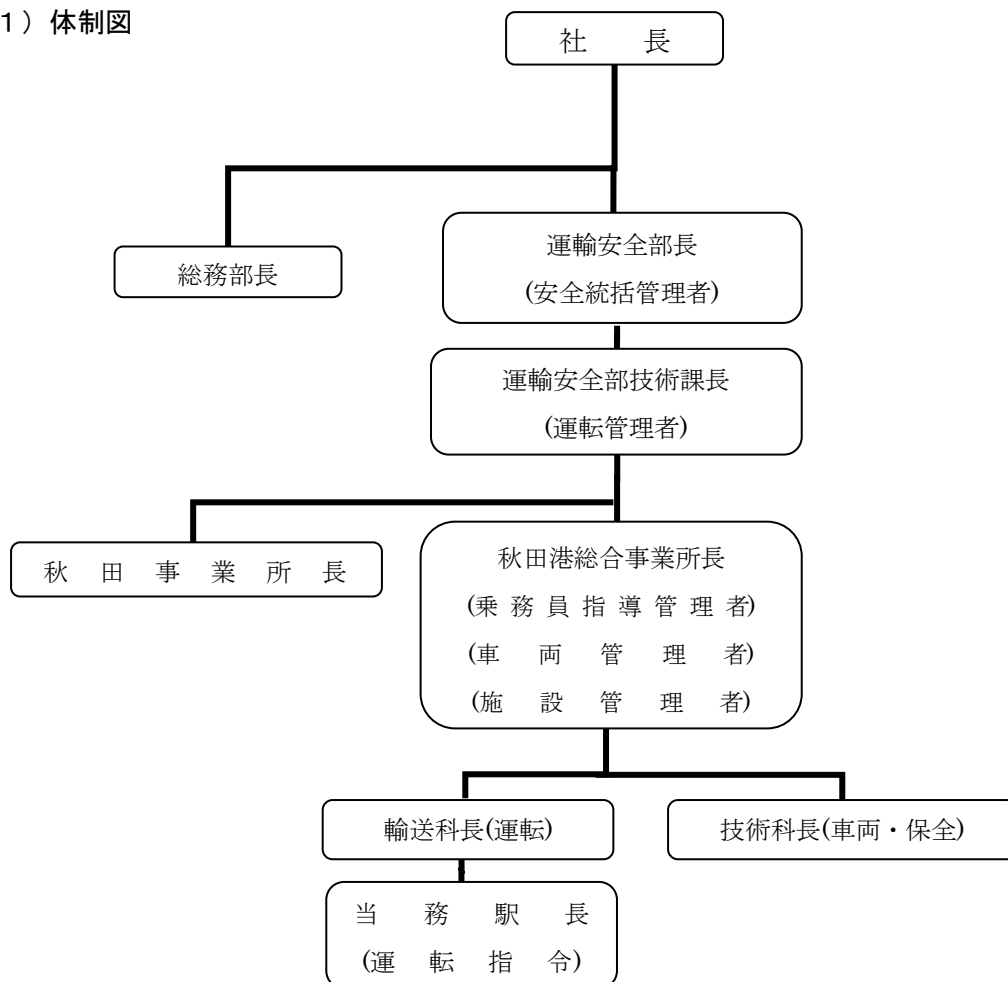 1）体制図
社　長
総務部長
運輸安全部長
(安全統括管理者)
運輸安全部技術課長
(運転管理者)
秋田事業所長
秋田港総合事業所長
(乗務員指導管理者)
(車両管理者)
(施設管理者)
輸送科長(運転)
技術科長(車両・保全)
当務駅長
(運転指令)